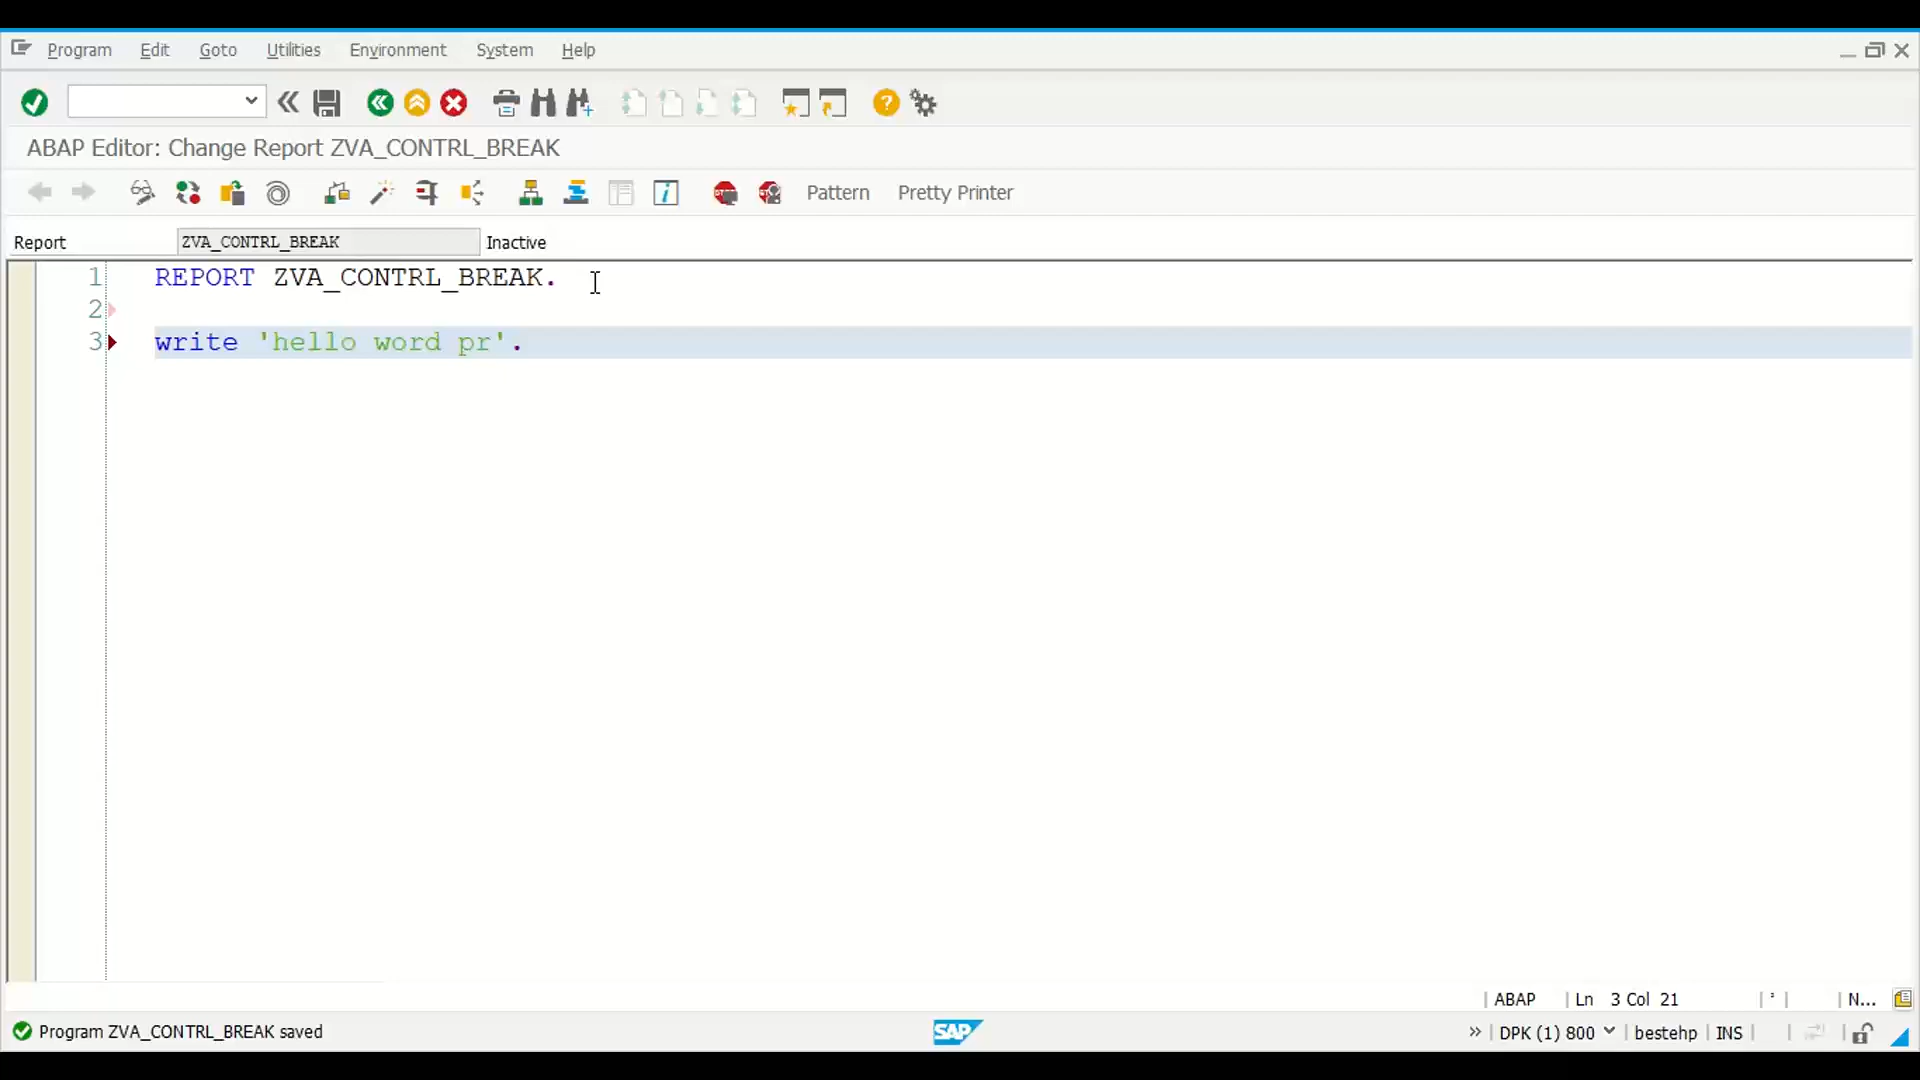 Program Edit Goto Utilities Environment System Help
ABAP Editor: Change Report ZVA_CONTRL_BREAK
Pattern Pretty Printer
Report ZVA_CONTRL_BREAK Inactive
1 REPORT ZVA_CONTRL_BREAK.
2
3 write 'hello word pr'.
ABAP Ln 3 Col 21 N...
Program ZVA_CONTRL_BREAK saved SAP DPK (1) 800 bestehp INS